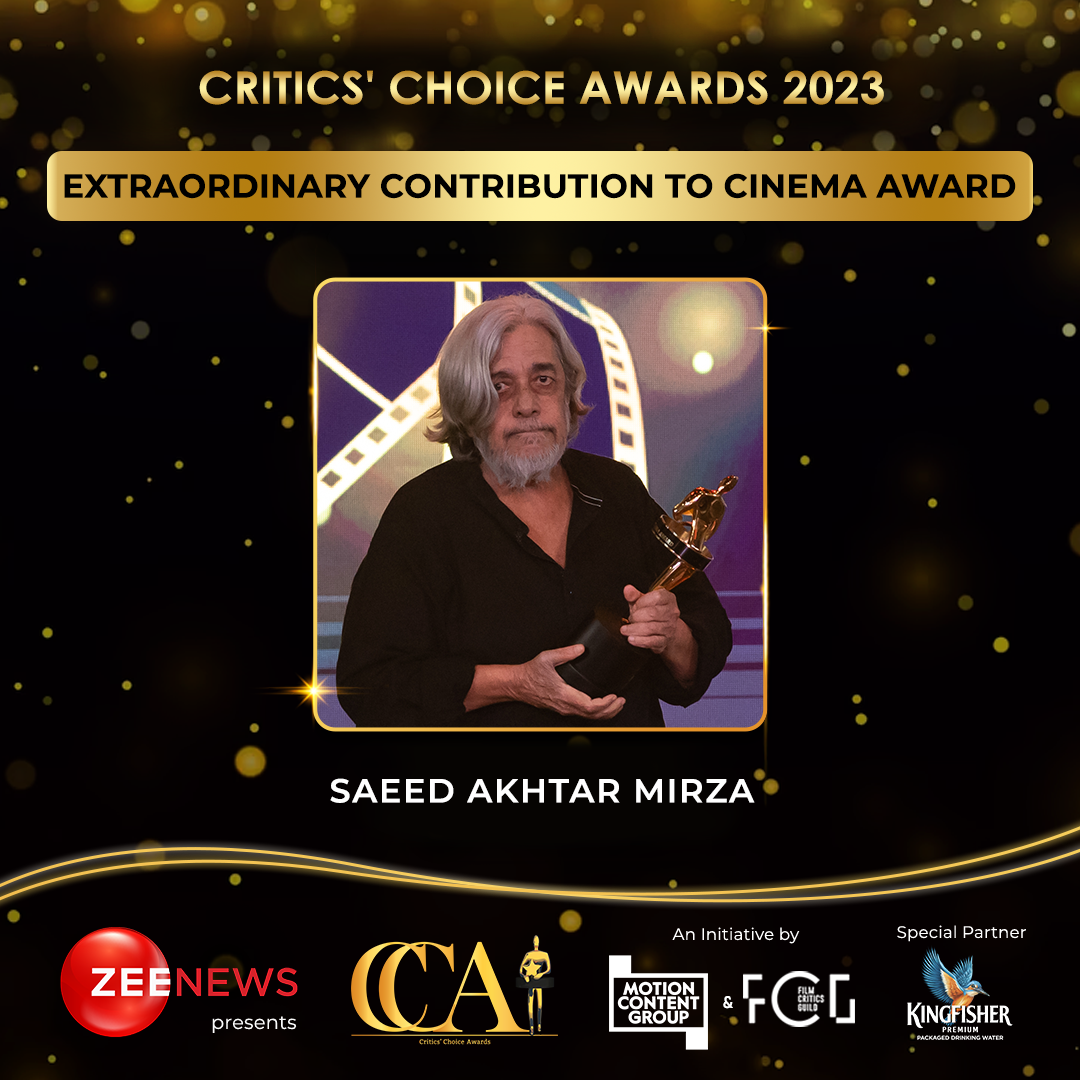 CRITICS' CHOICE AWARDS 2023
EXTRAORDINARY CONTRIBUTION TO CINEMA AWARD
SAEED AKHTAR MIRZA
ZEENEWS
presents
CCA
Critics' Choice Awards
An Initiative by
MOTION
CONTENT
GROUP
&
FCG
FILM
CRITICS
GUILD
Special Partner
KINGFISHER
PREMIUM
PACKAGED DRINKING WATER